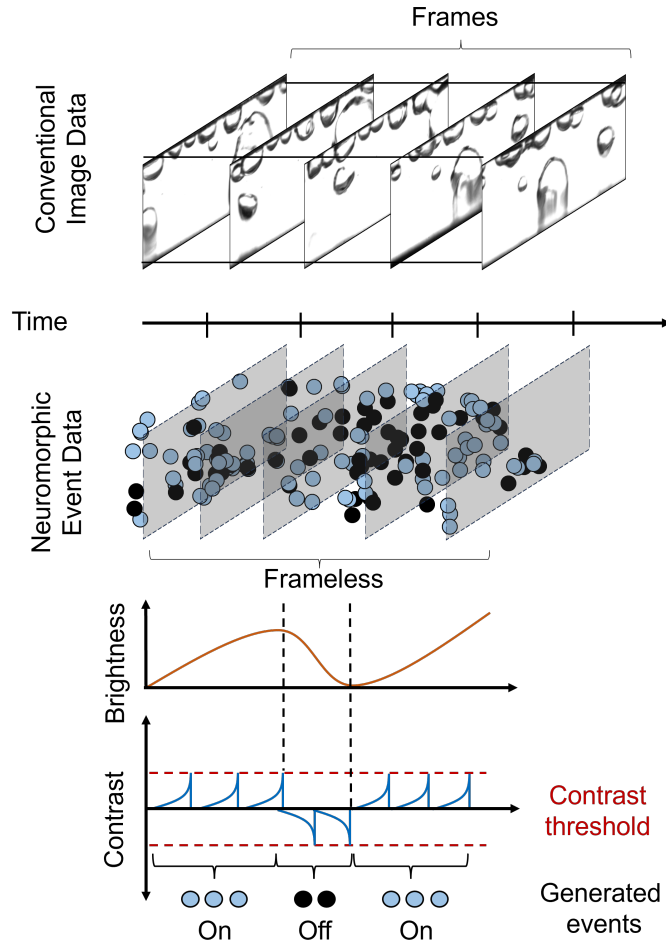 Frames
Conventional
Image Data
Time
Neuromorphic
Event Data
Frameless
Brightness
Contrast
Contrast
threshold
Generated
events
On
Off
On